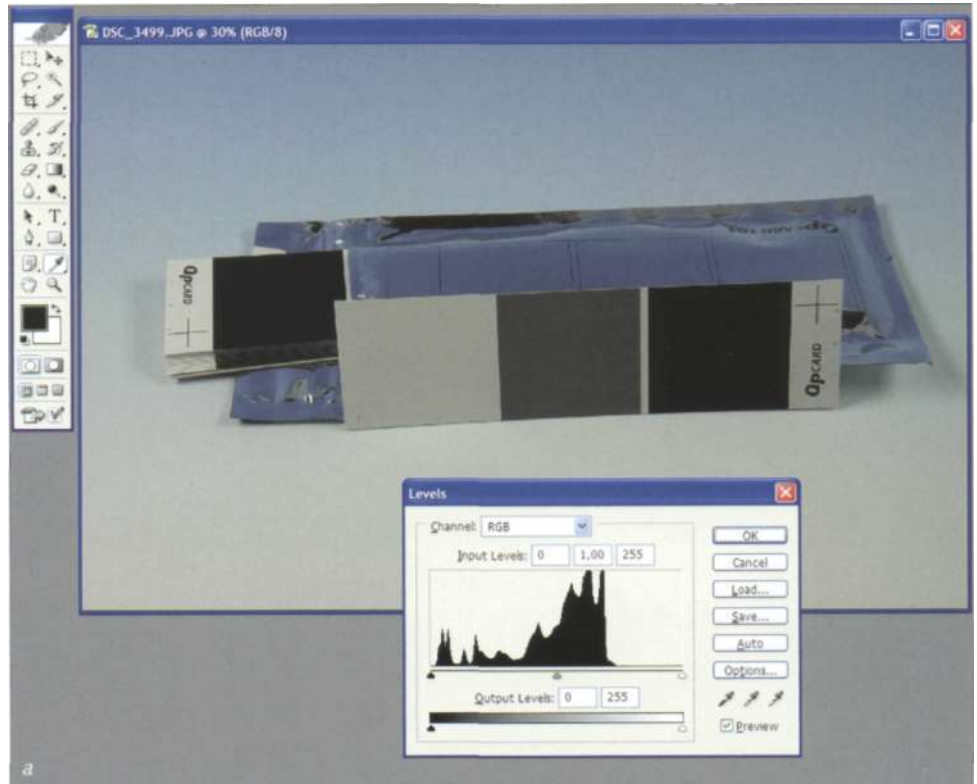 DSC_3499.JPG @ 30% (RGB/8)
QpCARD
QpCARD
QpCARD
T
Levels
Channel: RGB
Input Levels: 0 1,00 255
Output Levels: 0 255
OK
Cancel
Load...
Save...
Auto
Options...
Preview
a